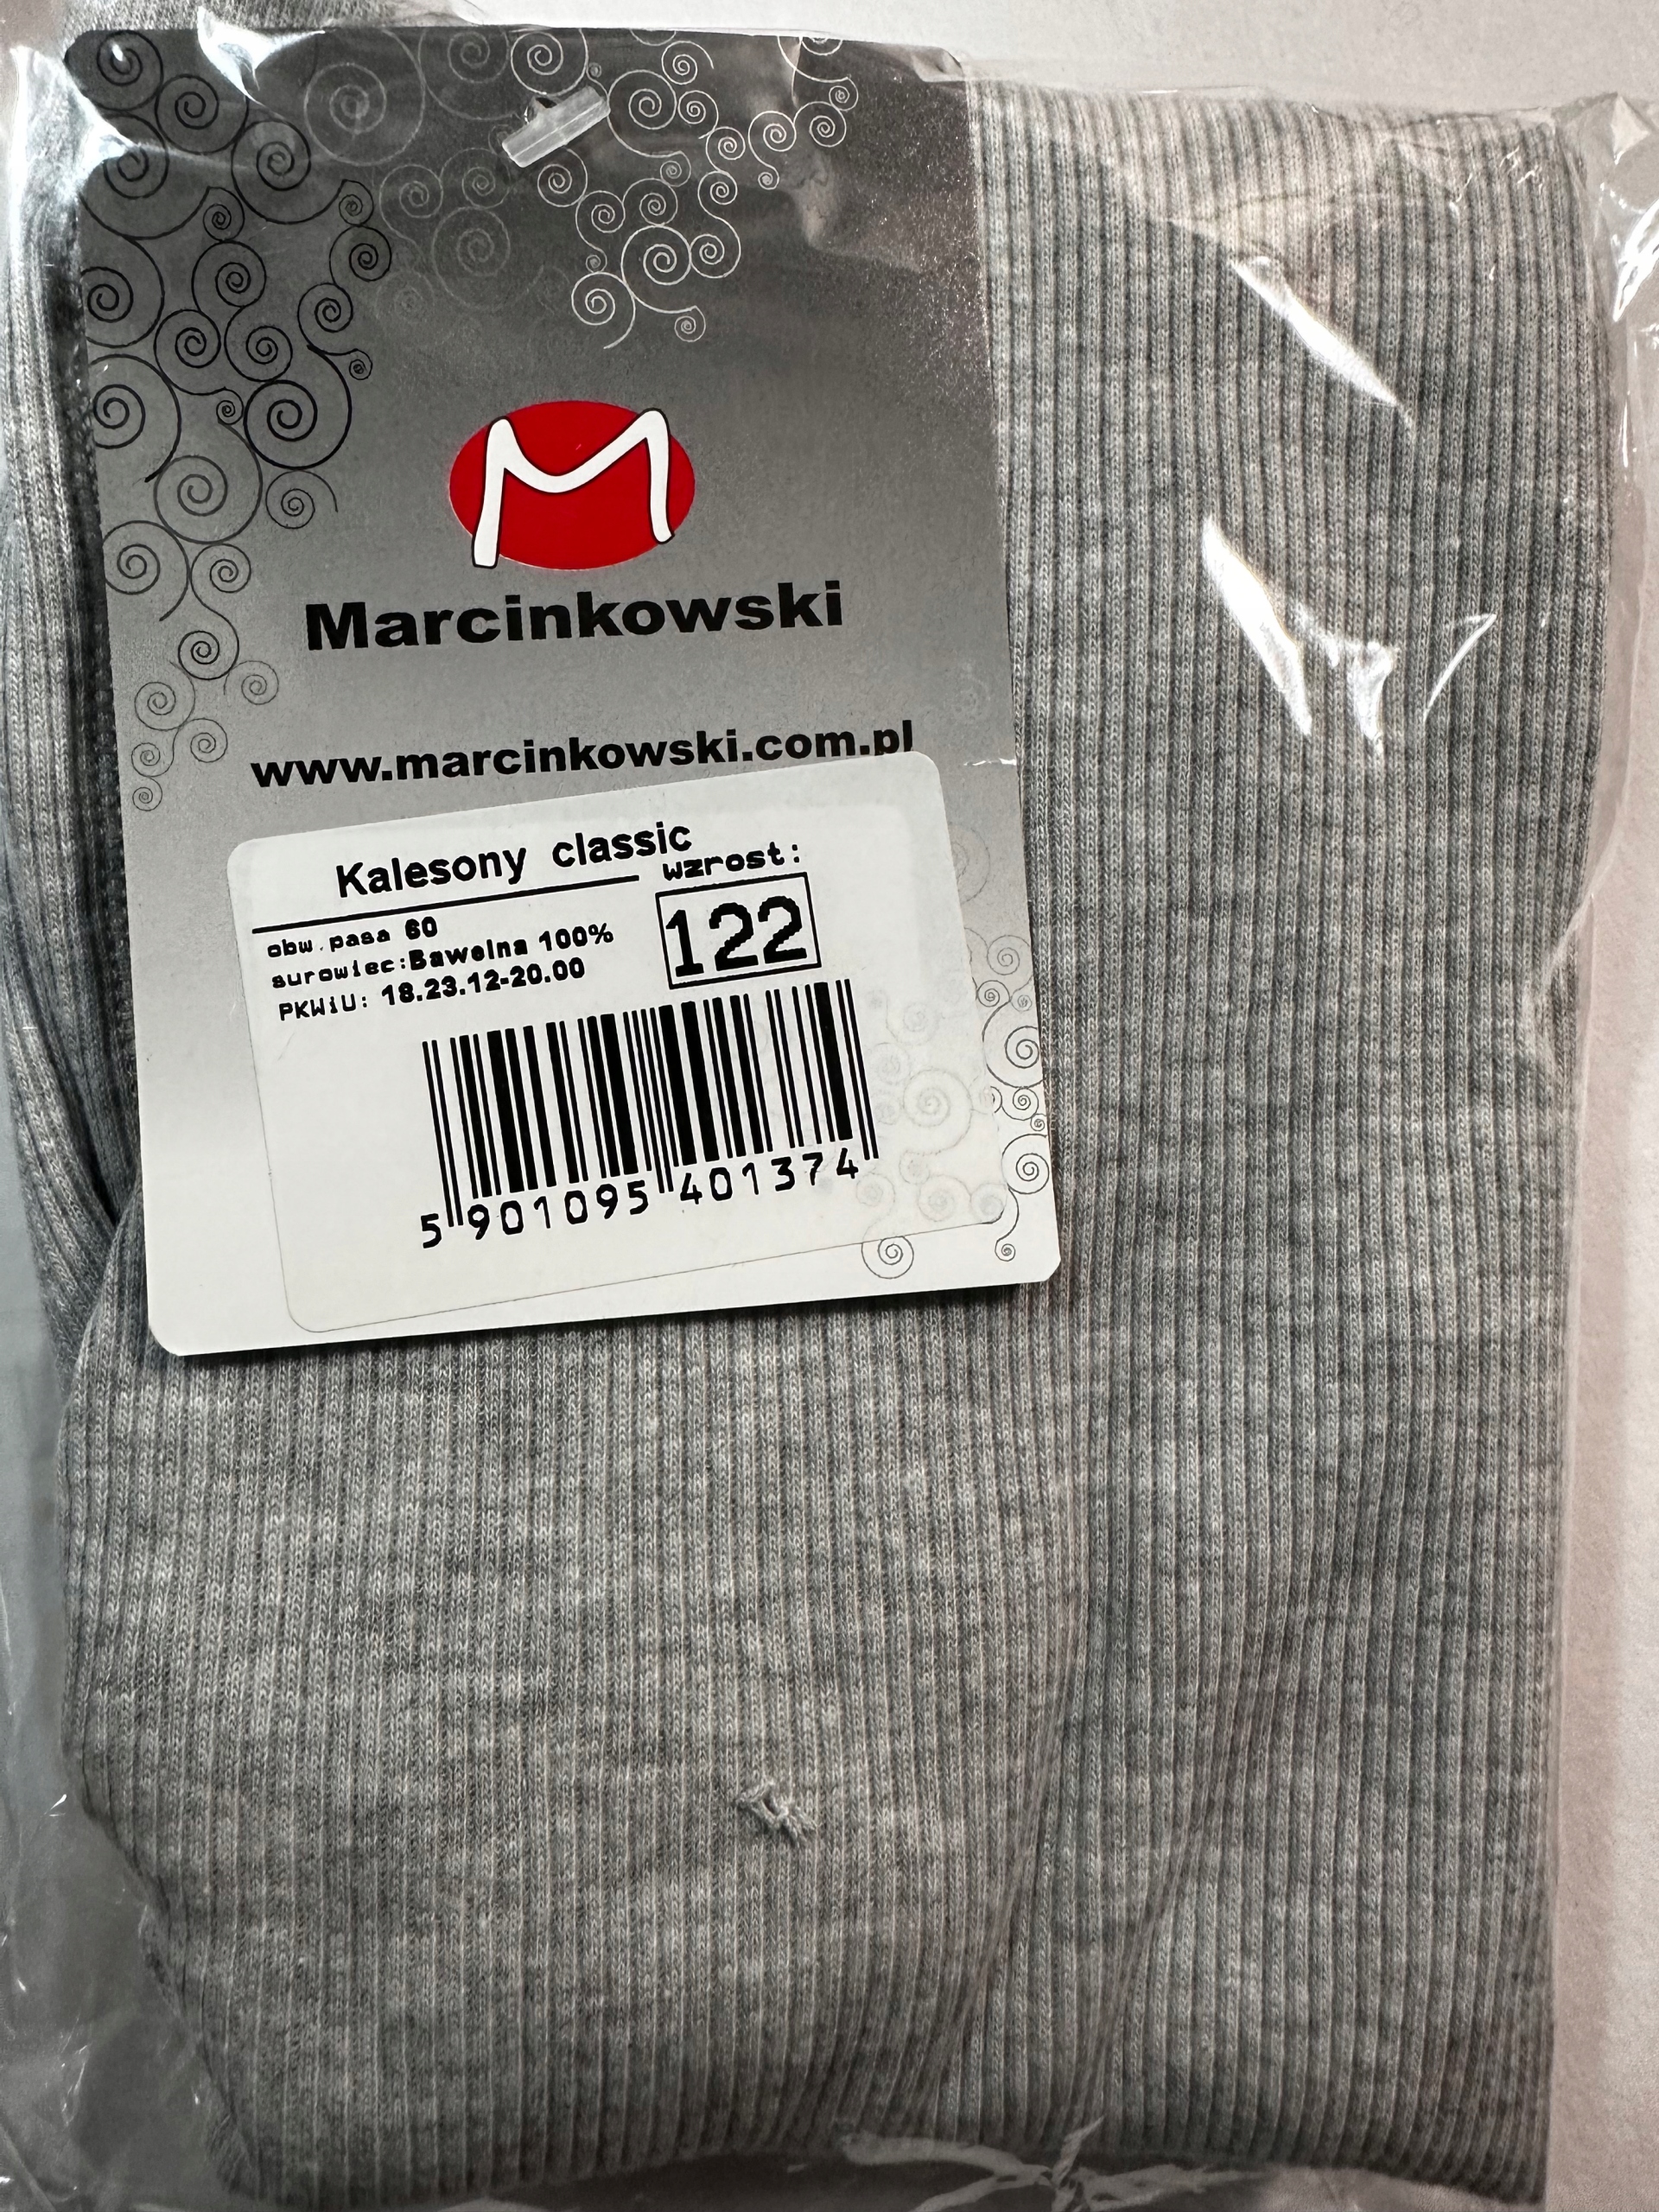 M
Marcinkowski
www.marcinkowski.com.pl
Kalesony classic
wzrost:
122
obw.pasa 60
surowiec:Bawelna 100%
PKWiU: 18.23.12-20.00
5 901095 401374